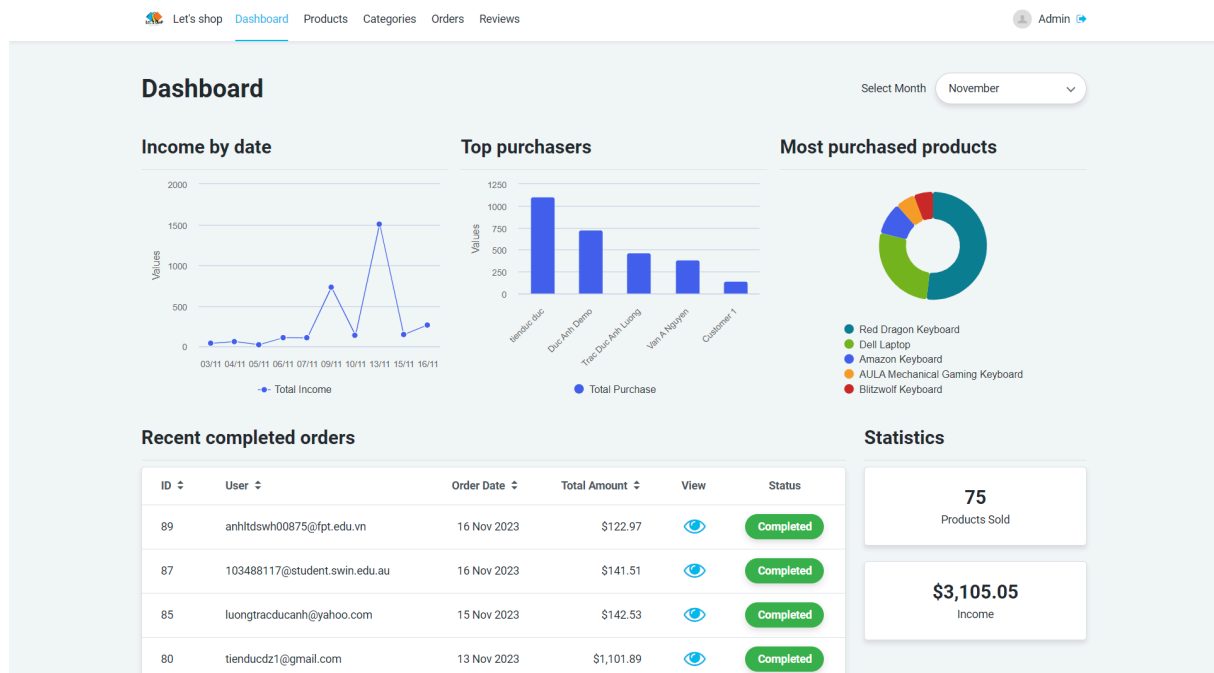 Let's shop Dashboard Products Categories Orders Reviews Admin
Dashboard
Select Month November
Income by date
Values
2000
1500
1000
500
0
03/11 04/11 05/11 06/11 07/11 09/11 10/11 13/11 15/11 16/11
Total Income
Top purchasers
Values
1250
1000
750
500
250
0
tienduc duc
Duc Anh Demo
Trac Duc Anh Luong
Van A Nguyen
Customer 1
Total Purchase
Most purchased products
Red Dragon Keyboard
Dell Laptop
Amazon Keyboard
AULA Mechanical Gaming Keyboard
Blitzwolf Keyboard
Recent completed orders
ID User Order Date Total Amount View Status
89 anhltdswh00875@fpt.edu.vn 16 Nov 2023 $122.97 Completed
87 103488117@student.swin.edu.au 16 Nov 2023 $141.51 Completed
85 luongtracducanh@yahoo.com 15 Nov 2023 $142.53 Completed
80 tienducdz1@gmail.com 13 Nov 2023 $1,101.89 Completed
Statistics
75
Products Sold
$3,105.05
Income